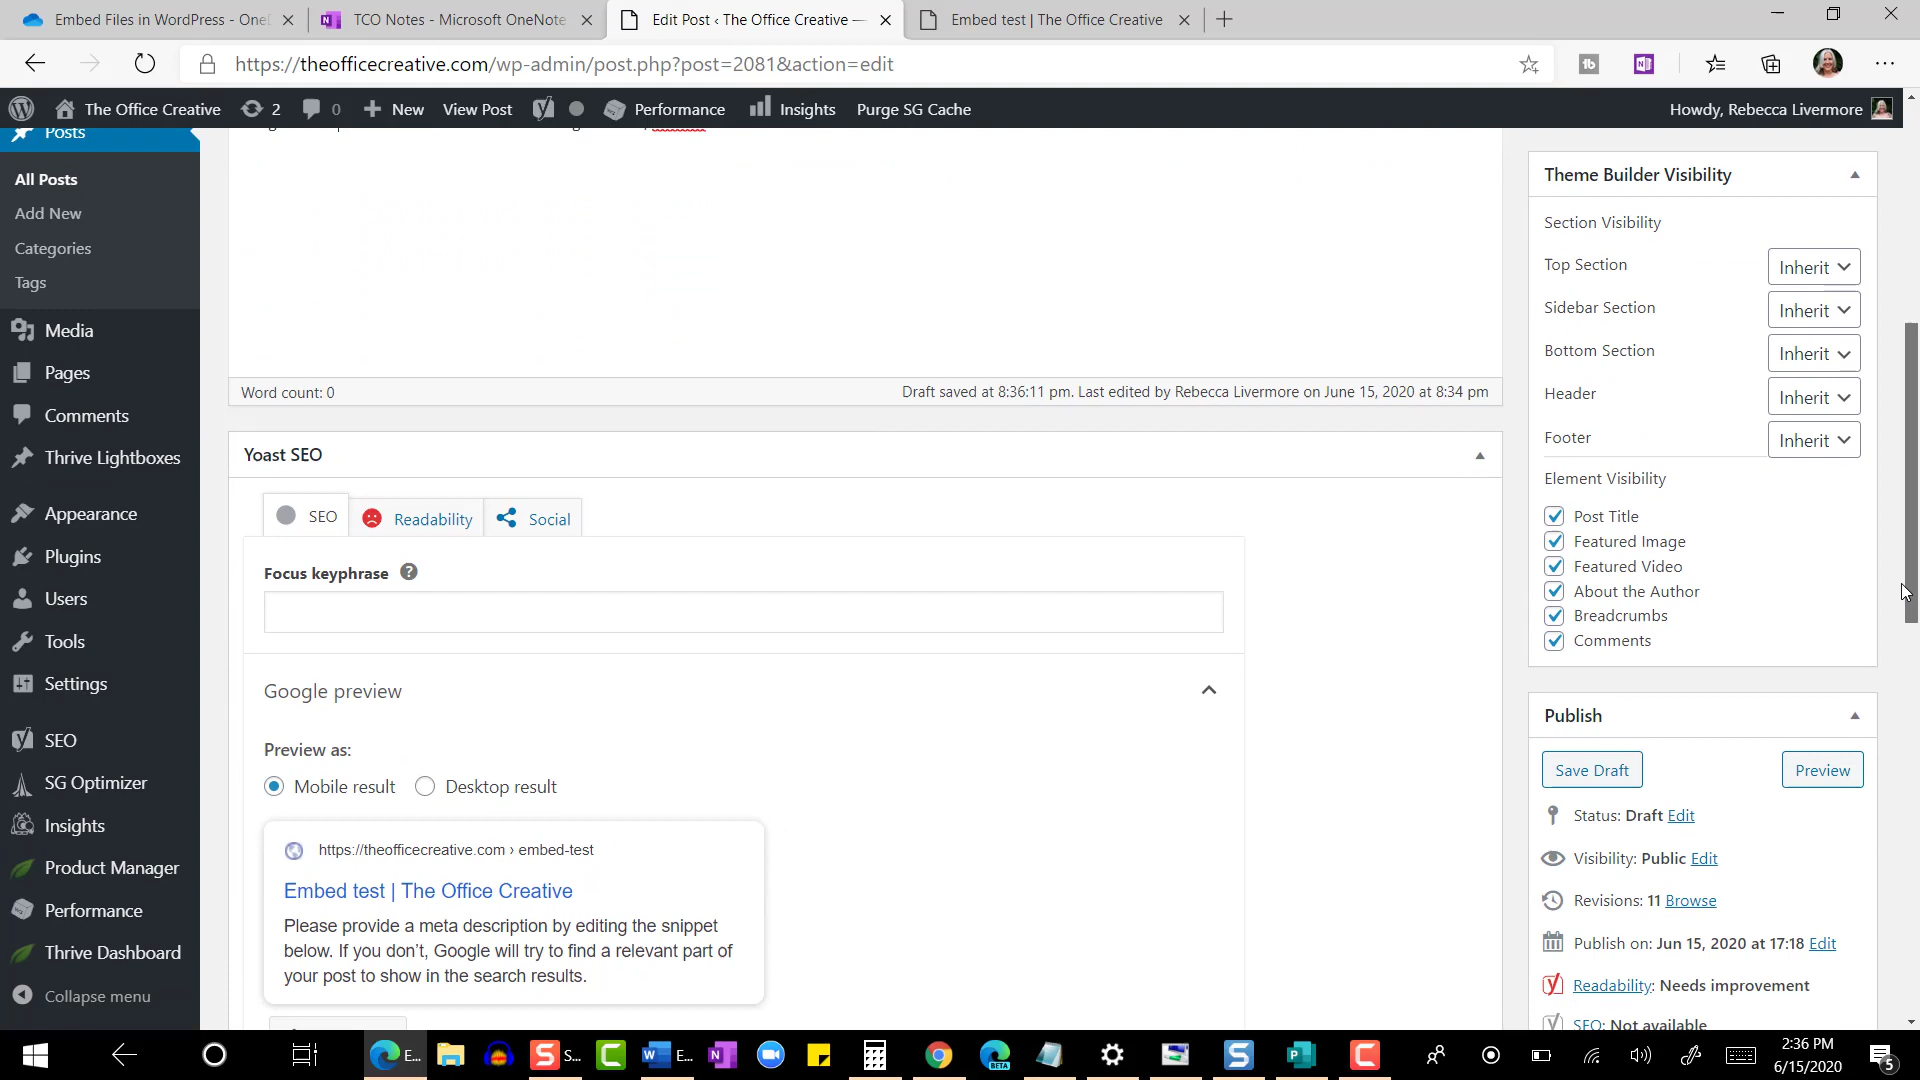 Embed Files in WordPress - OneD
TCO Notes - Microsoft OneNote
Edit Post ‹ The Office Creative —
Embed test | The Office Creative
https://theofficecreative.com/wp-admin/post.php?post=2081&action=edit
The Office Creative
2
0
New
View Post
Performance
Insights
Purge SG Cache
Howdy, Rebecca Livermore
Posts
All Posts
Add New
Categories
Tags
Media
Pages
Comments
Thrive Lightboxes
Appearance
Plugins
Users
Tools
Settings
SEO
SG Optimizer
Insights
Product Manager
Performance
Thrive Dashboard
Collapse menu
Word count: 0
Draft saved at 8:36:11 pm. Last edited by Rebecca Livermore on June 15, 2020 at 8:34 pm
Yoast SEO
SEO
Readability
Social
Focus keyphrase
Google preview
Preview as:
Mobile result
Desktop result
https://theofficecreative.com › embed-test
Embed test | The Office Creative
Please provide a meta description by editing the snippet
below. If you don't, Google will try to find a relevant part of
your post to show in the search results.
Theme Builder Visibility
Section Visibility
Top Section
Inherit
Sidebar Section
Inherit
Bottom Section
Inherit
Header
Inherit
Footer
Inherit
Element Visibility
Post Title
Featured Image
Featured Video
About the Author
Breadcrumbs
Comments
Publish
Save Draft
Preview
Status: Draft Edit
Visibility: Public Edit
Revisions: 11 Browse
Publish on: Jun 15, 2020 at 17:18 Edit
Readability: Needs improvement
SEO: Not available
E...
S...
E...
BETA
2:36 PM
6/15/2020
5